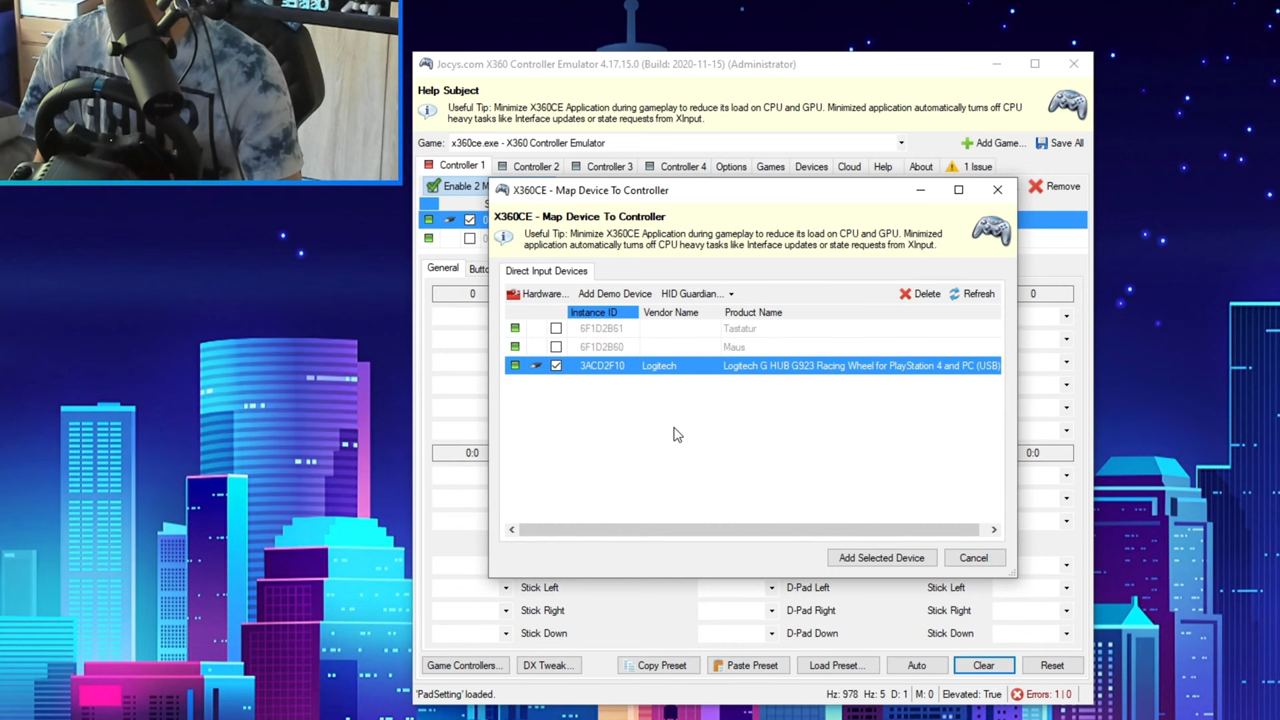 Jocys.com X360 Controller Emulator 4.17.15.0 (Build: 2020-11-15) (Administrator)
Help Subject
Useful Tip: Minimize X360CE Application during gameplay to reduce its load on CPU and GPU. Minimized application automatically turns off CPU
heavy tasks like Interface updates or state requests from XInput.
Game: x360ce.exe - X360 Controller Emulator
Add Game... Save All
Controller 1 Controller 2 Controller 3 Controller 4 Options Games Devices Cloud Help About 1 Issue
Enable 2 M
Remove
X360CE - Map Device To Controller
X360CE - Map Device To Controller
Useful Tip: Minimize X360CE Application during gameplay to reduce its load on CPU and GPU. Minimized
application automatically turns off CPU heavy tasks like Interface updates or state requests from XInput.
General
Direct Input Devices
0
Hardware... Add Demo Device HID Guardian... Delete Refresh
0
Instance ID Vendor Name Product Name
6F1D2B61 Tastatur
6F1D2B60 Maus
3ACD2F10 Logitech Logitech G HUB G923 Racing Wheel for PlayStation 4 and PC (USB)
0:0
0:0
Add Selected Device Cancel
Stick Left D-Pad Left Stick Left
Stick Right D-Pad Right Stick Right
Stick Down D-Pad Down Stick Down
Game Controllers... DX Tweak... Copy Preset Paste Preset Load Preset... Auto Clear Reset
'PadSetting' loaded.
Hz: 978 Hz: 5 D: 1 M: 0 Elevated: True Errors: 1 | 0